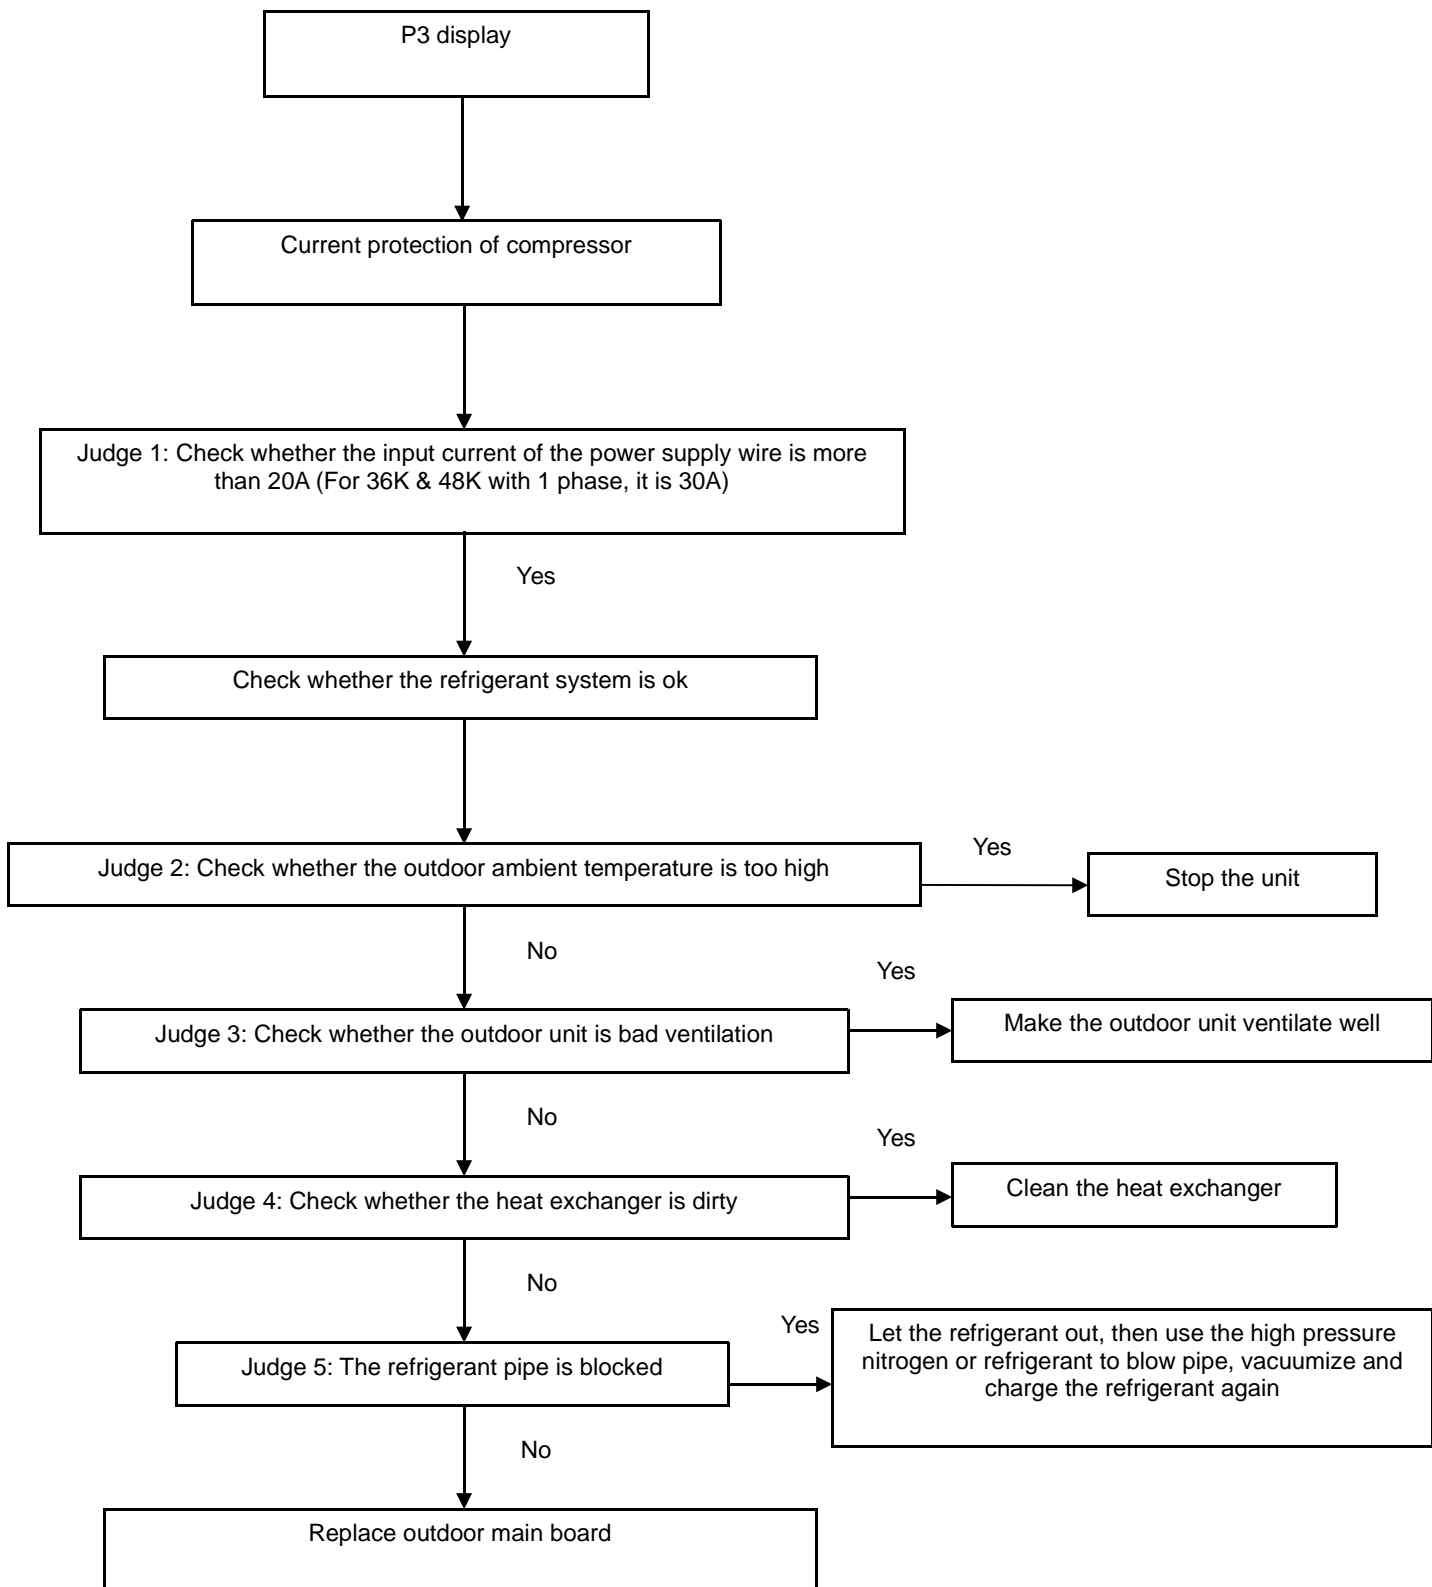 P3 display
Current protection of compressor
Judge 1: Check whether the input current of the power supply wire is more
than 20A (For 36K & 48K with 1 phase, it is 30A)
Yes
Check whether the refrigerant system is ok
Judge 2: Check whether the outdoor ambient temperature is too high
Yes
Stop the unit
No
Judge 3: Check whether the outdoor unit is bad ventilation
Yes
Make the outdoor unit ventilate well
No
Judge 4: Check whether the heat exchanger is dirty
Yes
Clean the heat exchanger
No
Judge 5: The refrigerant pipe is blocked
Yes
Let the refrigerant out, then use the high pressure
nitrogen or refrigerant to blow pipe, vacuumize and
charge the refrigerant again
No
Replace outdoor main board